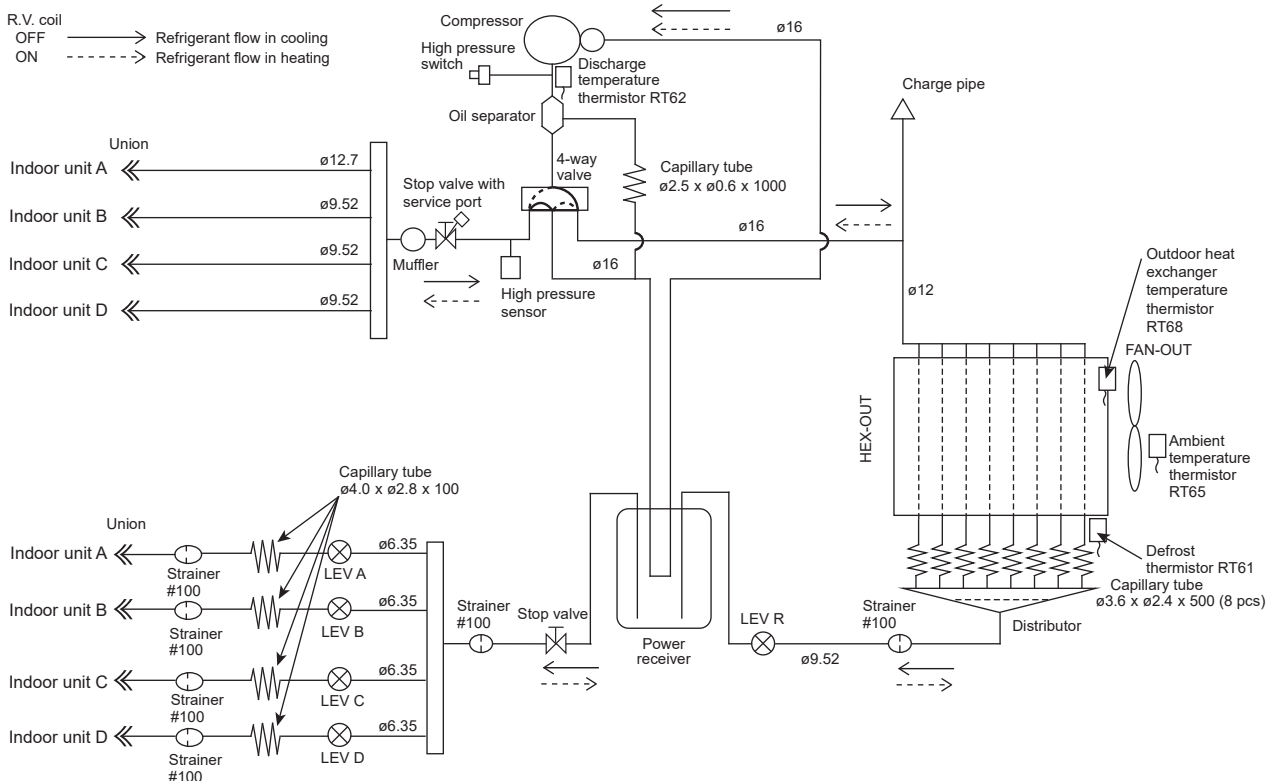 R.V. coil
OFF
Refrigerant flow in cooling
ON
Refrigerant flow in heating
Compressor
ø16
High pressure
switch
Discharge
temperature
thermistor RT62
Charge pipe
Oil separator
Union
Indoor unit A
ø12.7
4-way
valve
Capillary tube
ø2.5 x ø0.6 x 1000
Stop valve with
service port
Indoor unit B
ø9.52
ø16
Indoor unit C
ø9.52
Muffler
ø16
Indoor unit D
ø9.52
High pressure
sensor
ø12
Outdoor heat
exchanger
temperature
thermistor
RT68
FAN-OUT
HEX-OUT
Ambient
temperature
thermistor
RT65
Capillary tube
ø4.0 x ø2.8 x 100
Union
Indoor unit A
Strainer
#100
LEV A
ø6.35
Indoor unit B
Strainer
#100
LEV B
ø6.35
Indoor unit C
Strainer
#100
LEV C
ø6.35
Indoor unit D
Strainer
#100
LEV D
ø6.35
Strainer
#100
Stop valve
Power
receiver
LEV R
ø9.52
Strainer
#100
Defrost
thermistor RT61
Capillary tube
ø3.6 x ø2.4 x 500 (8 pcs)
Distributor